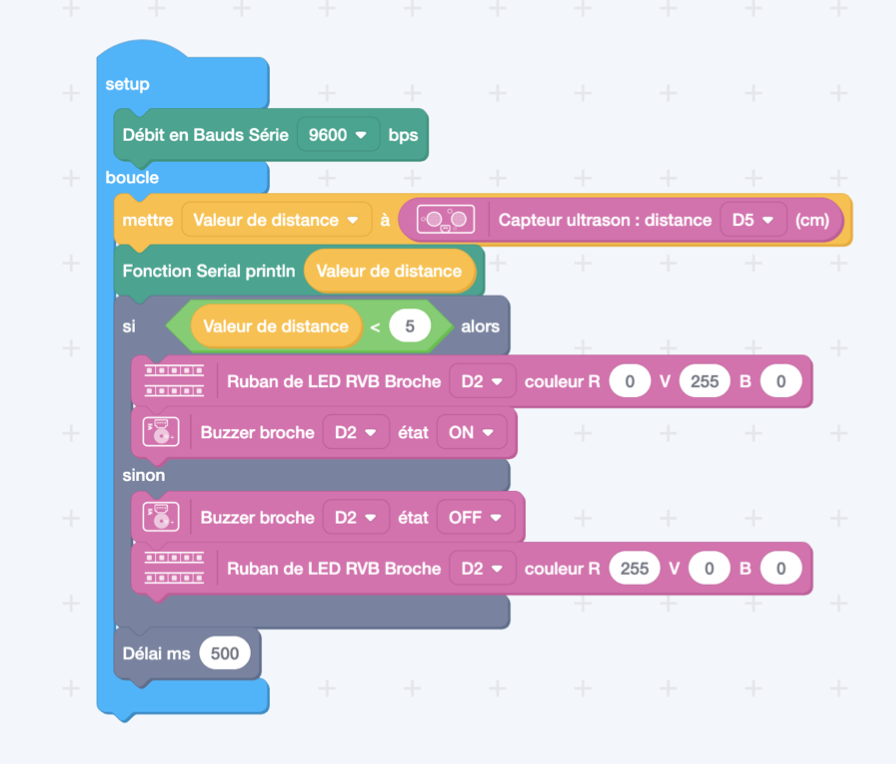 setup
Débit en Bauds Série 9600 bps
boucle
mettre Valeur de distance à Capteur ultrason : distance D5 (cm)
Fonction Serial println Valeur de distance
si Valeur de distance < 5 alors
Ruban de LED RVB Broche D2 couleur R 0 V 255 B 0
Buzzer broche D2 état ON
sinon
Buzzer broche D2 état OFF
Ruban de LED RVB Broche D2 couleur R 255 V 0 B 0
Délai ms 500